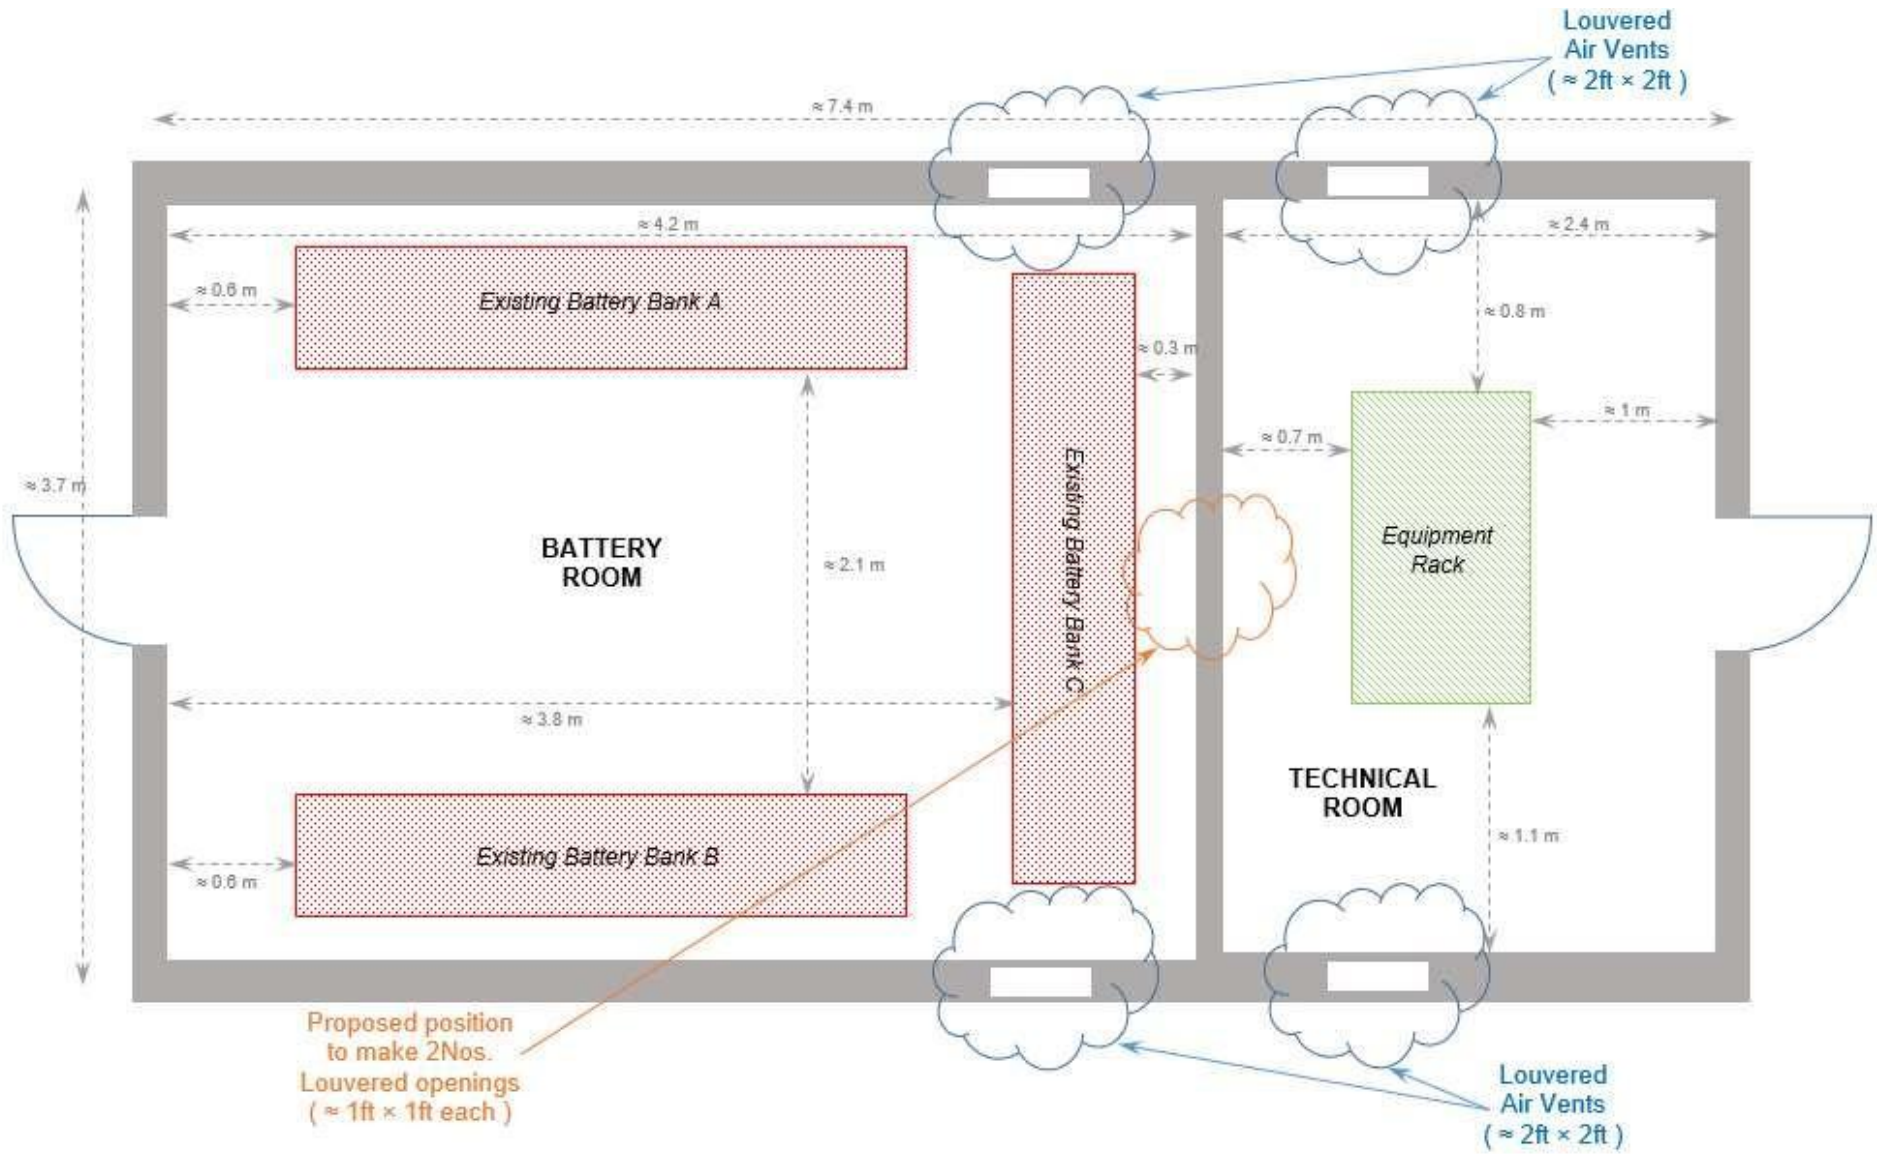 Louvered
Air Vents
( ≈ 2ft × 2ft )
≈ 7.4 m
≈ 4.2 m
≈ 2.4 m
≈ 0.6 m
Existing Battery Bank A
≈ 0.8 m
≈ 0.3 m
≈ 1 m
≈ 0.7 m
≈ 3.7 m
BATTERY
ROOM
≈ 2.1 m
Existing Battery Bank C
Equipment
Rack
≈ 3.8 m
TECHNICAL
ROOM
≈ 1.1 m
Existing Battery Bank B
≈ 0.6 m
Proposed position
to make 2Nos.
Louvered openings
( ≈ 1ft × 1ft each )
Louvered
Air Vents
( ≈ 2ft × 2ft )